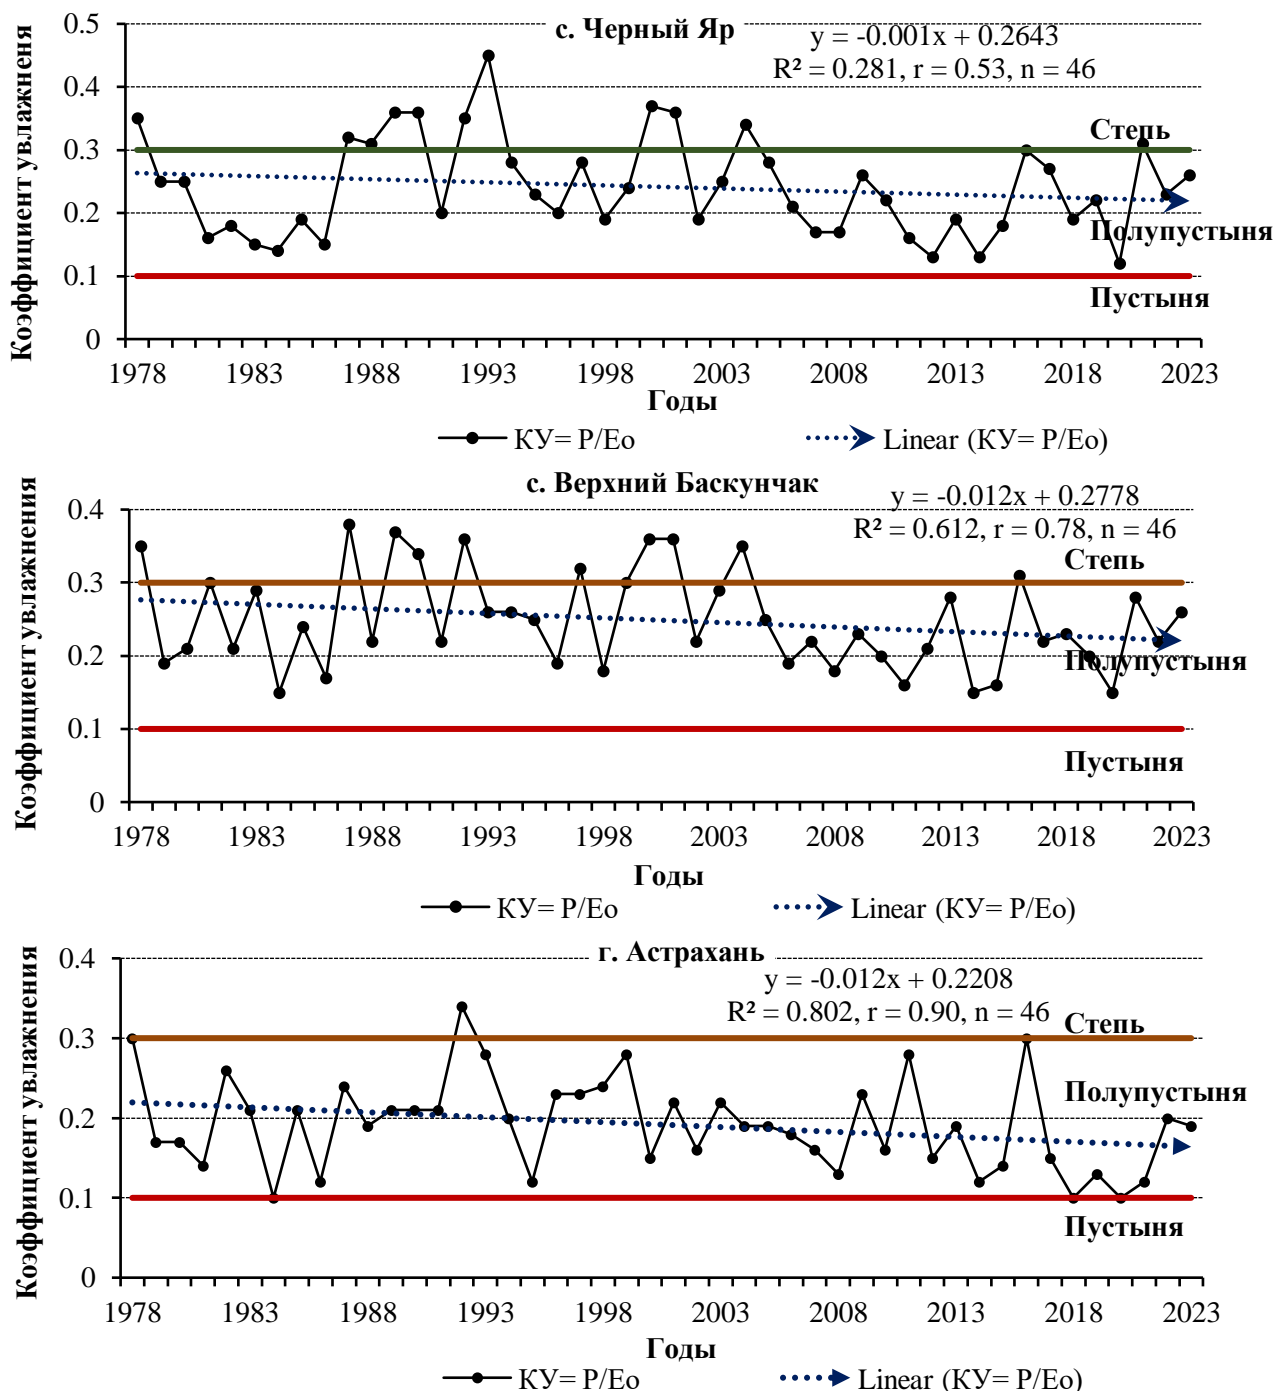 с. Черный Яр
y = -0.001x + 0.2643
R² = 0.281, r = 0.53, n = 46
Коэффициент увлажненя
0.5
0.4
0.3
0.2
0.1
0
Степь
Полупустыня
Пустыня
1978 1983 1988 1993 1998 2003 2008 2013 2018 2023
Годы
КУ= P/Eo
Linear (КУ= P/Eo)
с. Верхний Баскунчак
y = -0.012x + 0.2778
R² = 0.612, r = 0.78, n = 46
Коэффициент увлажнения
0.4
0.3
0.2
0.1
0
Степь
Полупустыня
Пустыня
1978 1983 1988 1993 1998 2003 2008 2013 2018 2023
Годы
КУ= P/Eo
Linear (КУ= P/Eo)
г. Астрахань
y = -0.012x + 0.2208
R² = 0.802, r = 0.90, n = 46
Коэффициент увлажнения
0.4
0.3
0.2
0.1
0
Степь
Полупустыня
Пустыня
1978 1983 1988 1993 1998 2003 2008 2013 2018 2023
Годы
КУ= P/Eo
Linear (КУ= P/Eo)